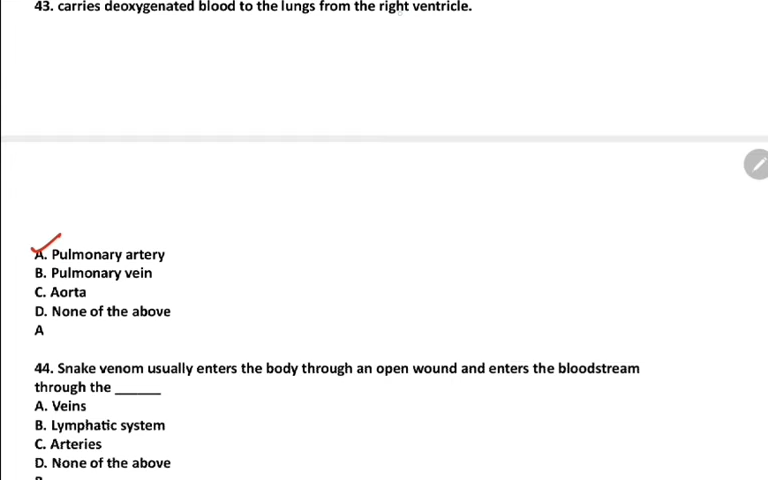 43. carries deoxygenated blood to the lungs from the right ventricle.
A. Pulmonary artery
B. Pulmonary vein
C. Aorta
D. None of the above
A
44. Snake venom usually enters the body through an open wound and enters the bloodstream
through the ______
A. Veins
B. Lymphatic system
C. Arteries
D. None of the above